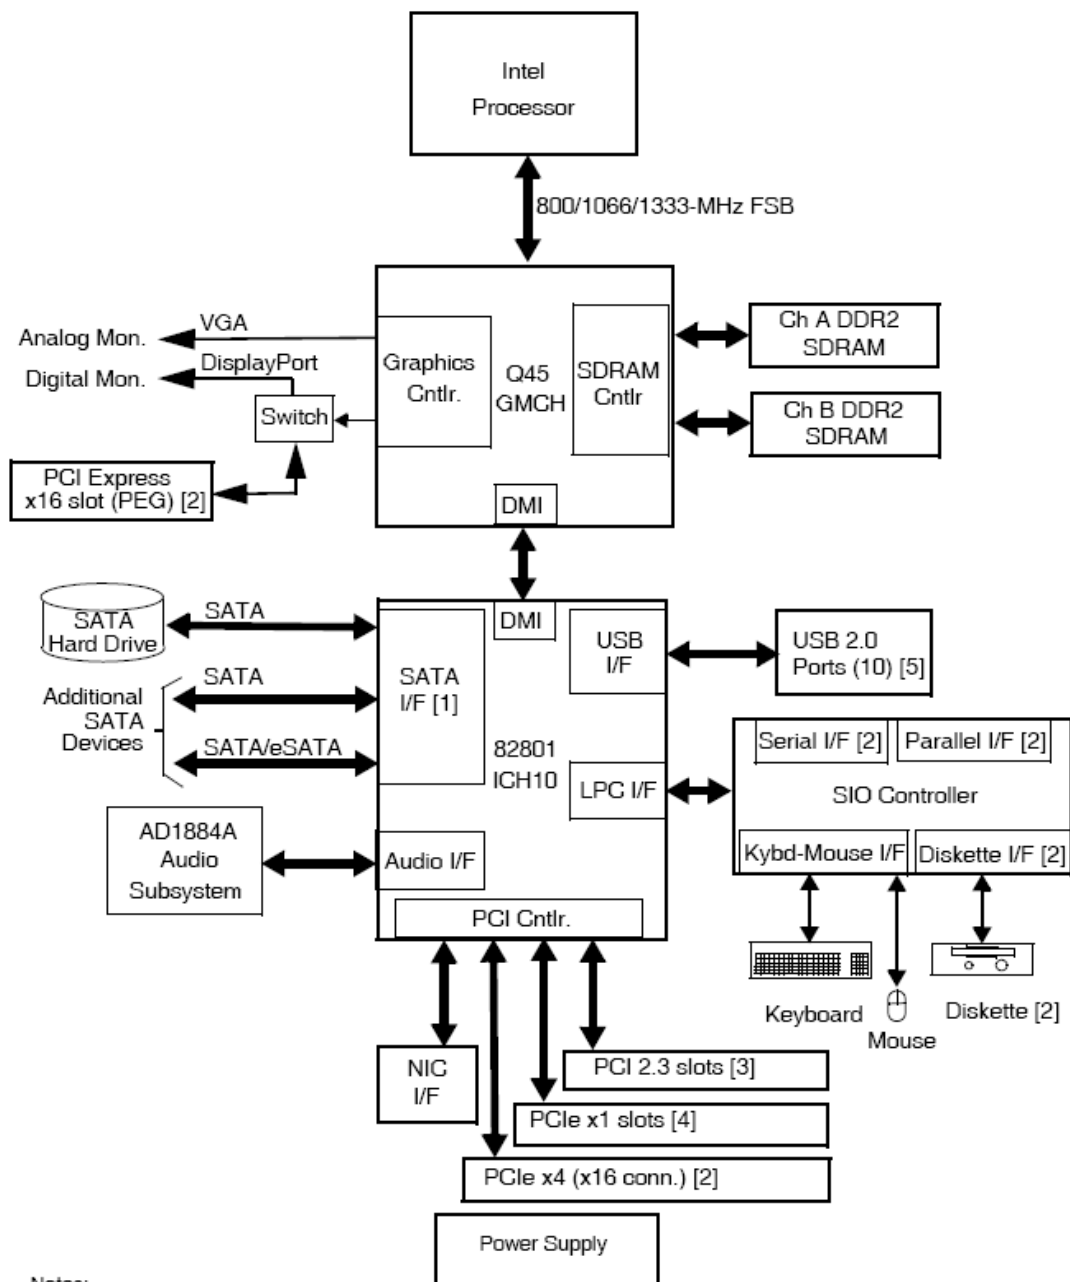 Intel
Processor
800/1066/1333-MHz FSB
VGA
Analog Mon.
DisplayPort
Digital Mon.
Switch
Graphics
Cntlr.
Q45
GMCH
SDRAM
Cntlr
Ch A DDR2
SDRAM
Ch B DDR2
SDRAM
PCI Express
x16 slot (PEG) [2]
DMI
SATA
Hard Drive
SATA
SATA
SATA/eSATA
Additional
SATA
Devices
SATA
I/F [1]
DMI
USB
I/F
82801
ICH10
LPC I/F
USB 2.0
Ports (10) [5]
Serial I/F [2]
Parallel I/F [2]
SIO Controller
Kybd-Mouse I/F
Diskette I/F [2]
AD1884A
Audio
Subsystem
Audio I/F
PCI Cntlr.
Keyboard
Mouse
Diskette [2]
NIC
I/F
PCI 2.3 slots [3]
PCIe x1 slots [4]
PCIe x4 (x16 conn.) [2]
Power Supply